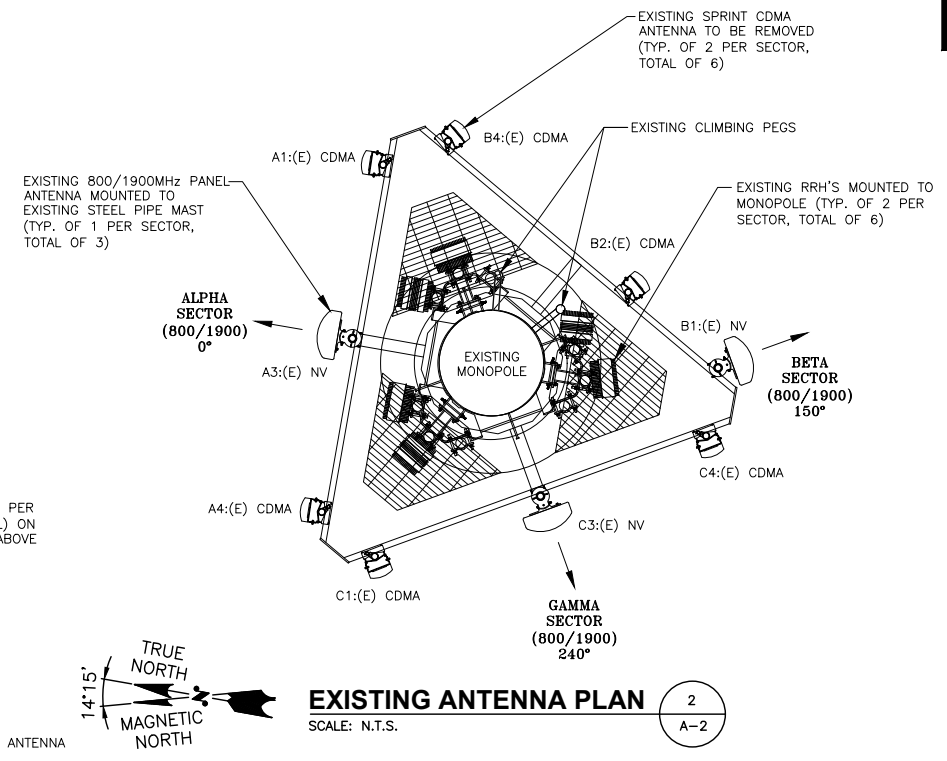 EXISTING SPRINT CDMA
ANTENNA TO BE REMOVED
(TYP. OF 2 PER SECTOR,
TOTAL OF 6)
B4:(E) CDMA
EXISTING CLIMBING PEGS
A1:(E) CDMA
EXISTING 800/1900MHz PANEL
ANTENNA MOUNTED TO
EXISTING STEEL PIPE MAST
(TYP. OF 1 PER SECTOR,
TOTAL OF 3)
EXISTING RRH'S MOUNTED TO
MONOPOLE (TYP. OF 2 PER
SECTOR, TOTAL OF 6)
B2:(E) CDMA
ALPHA
SECTOR
(800/1900)
0°
B1:(E) NV
A3:(E) NV
EXISTING
MONOPOLE
BETA
SECTOR
(800/1900)
150°
C4:(E) CDMA
A4:(E) CDMA
C3:(E) NV
PER
L) ON
ABOVE
C1:(E) CDMA
GAMMA
SECTOR
(800/1900)
240°
TRUE
NORTH
14°15'
N
MAGNETIC
NORTH
EXISTING ANTENNA PLAN
SCALE: N.T.S.
2
A-2
ANTENNA